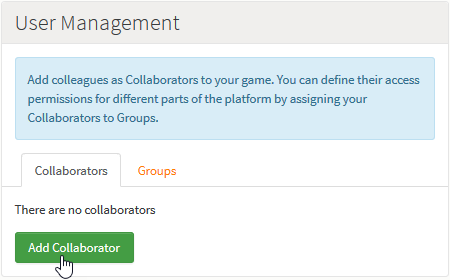 User Management
Add colleagues as Collaborators to your game. You can define their access
permissions for different parts of the platform by assigning your
Collaborators to Groups.
Collaborators Groups
There are no collaborators
Add Collaborator